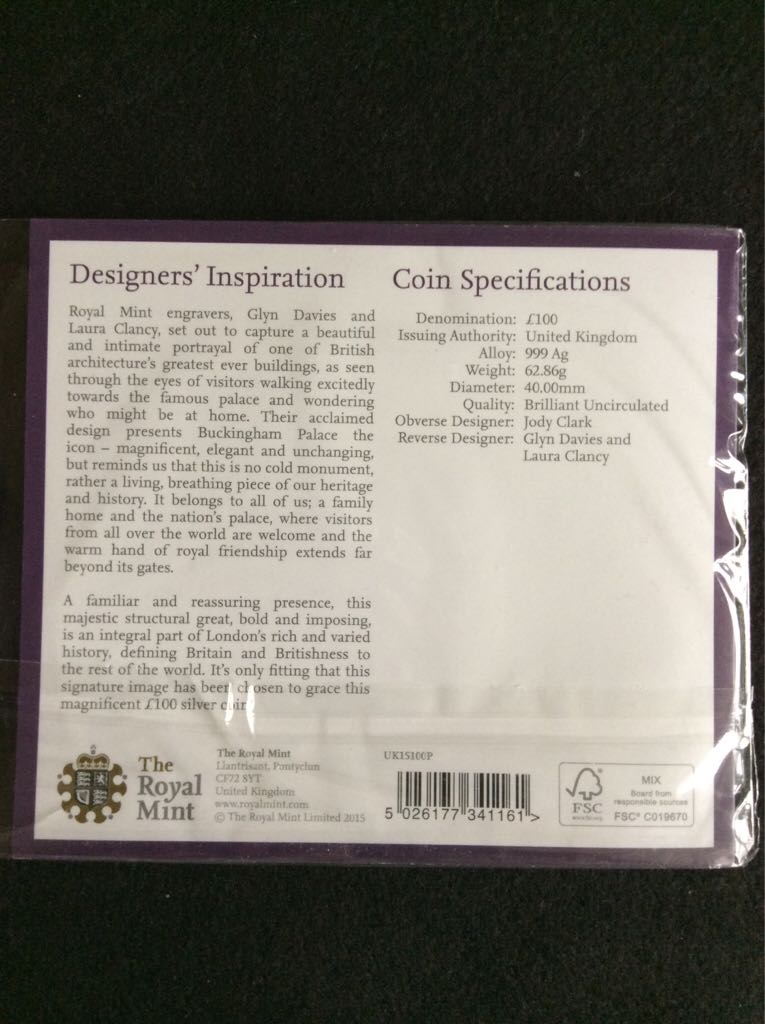 Designers' Inspiration
Royal Mint engravers, Glyn Davies and
Laura Clancy, set out to capture a beautiful
and intimate portrayal of one of British
architecture's greatest ever buildings, as seen
through the eyes of visitors walking excitedly
towards the famous palace and wondering
who might be at home. Their acclaimed
design presents Buckingham Palace the
icon – magnificent, elegant and unchanging,
but reminds us that this is no cold monument,
rather a living, breathing piece of our heritage
and history. It belongs to all of us; a family
home and the nation's palace, where visitors
from all over the world are welcome and the
warm hand of royal friendship extends far
beyond its gates.
A familiar and reassuring presence, this
majestic structural great, bold and imposing,
is an integral part of London's rich and varied
history, defining Britain and Britishness to
the rest of the world. It's only fitting that this
signature image has been chosen to grace this
magnificent £100 silver coin
Coin Specifications
Denomination: £100
Issuing Authority: United Kingdom
Alloy: 999 Ag
Weight: 62.86g
Diameter: 40.00mm
Quality: Brilliant Uncirculated
Obverse Designer: Jody Clark
Reverse Designer: Glyn Davies and
Laura Clancy
The
Royal
Mint
The Royal Mint
Llantrisant, Pontyclun
CF72 8YT
United Kingdom
www.royalmint.com
© The Royal Mint Limited 2015
UK15100P
5 026177 341161 >
FSC
www.fsc.org
MIX
Board from
responsible sources
FSC® C019670